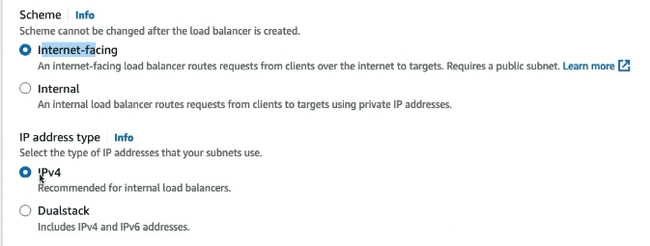 Scheme Info
Scheme cannot be changed after the load balancer is created.
Internet-facing
An internet-facing load balancer routes requests from clients over the internet to targets. Requires a public subnet. Learn more
Internal
An internal load balancer routes requests from clients to targets using private IP addresses.
IP address type Info
Select the type of IP addresses that your subnets use.
IPv4
Recommended for internal load balancers.
Dualstack
Includes IPv4 and IPv6 addresses.